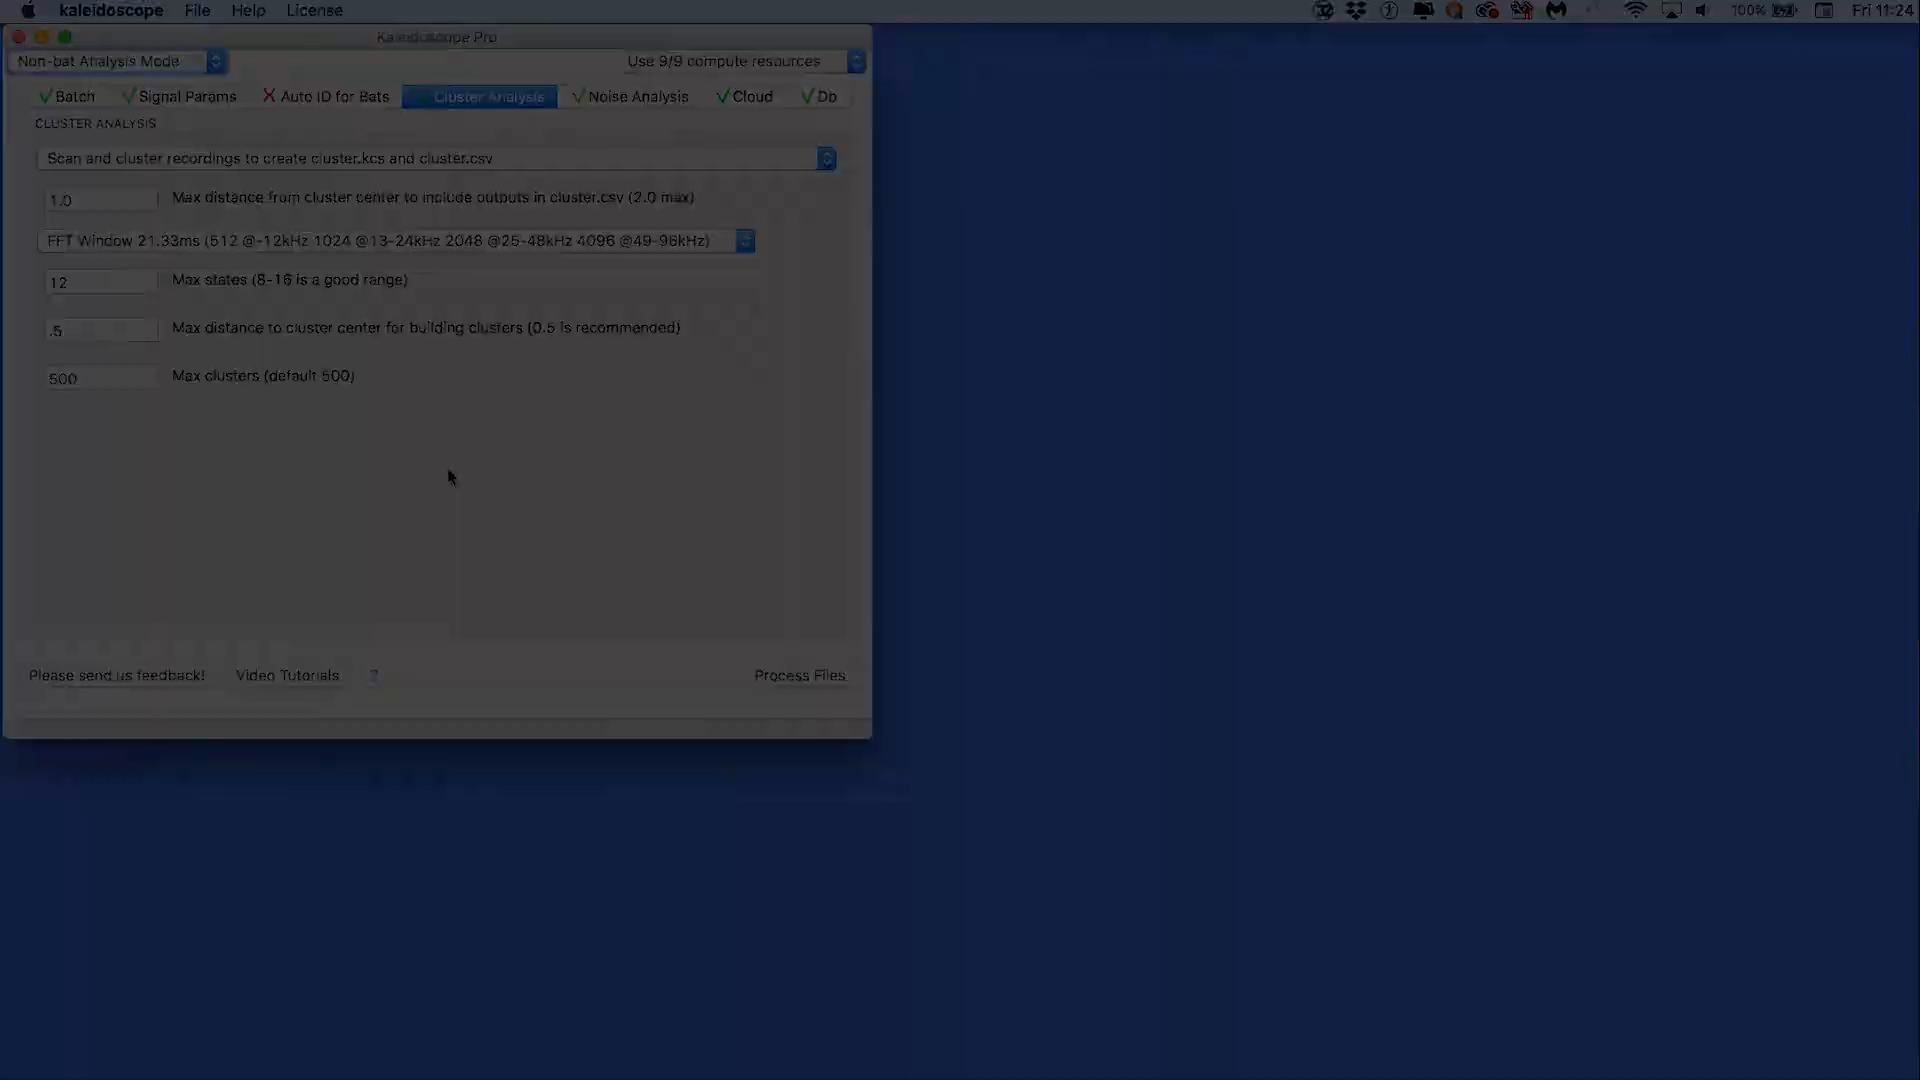 kaleidoscope File Help License 100% Fri 11:24
Kaleidoscope Pro
Non-bat Analysis Mode Use 9/9 compute resources
Batch Signal Params Auto ID for Bats Cluster Analysis Noise Analysis Cloud Db
CLUSTER ANALYSIS
Scan and cluster recordings to create cluster.kcs and cluster.csv
1.0 Max distance from cluster center to include outputs in cluster.csv (2.0 max)
FFT Window 21.33ms (512 @-12kHz 1024 @13-24kHz 2048 @25-48kHz 4096 @49-96kHz)
12 Max states (8-16 is a good range)
.5 Max distance to cluster center for building clusters (0.5 is recommended)
500 Max clusters (default 500)
Please send us feedback! Video Tutorials ? Process Files